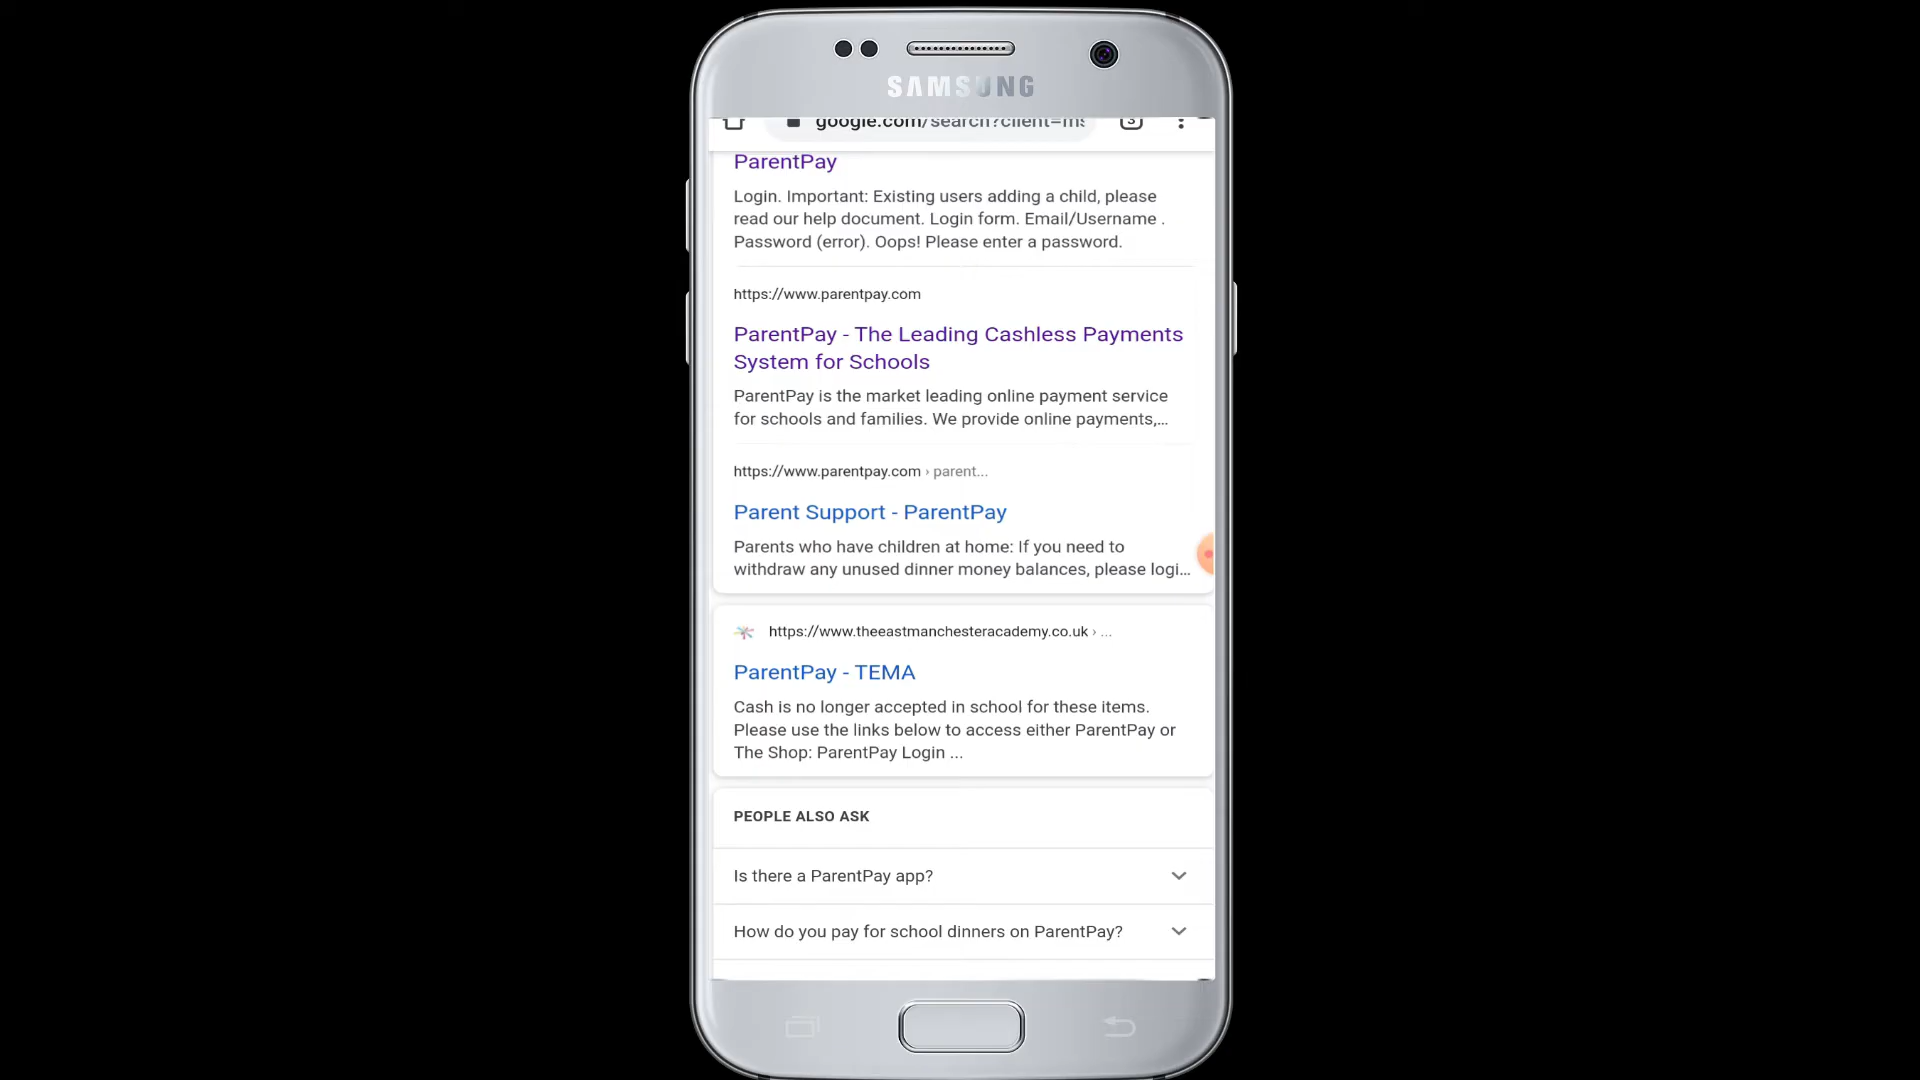 SAMSUNG
google.com/search?client=ms
3
ParentPay
Login. Important: Existing users adding a child, please
read our help document. Login form. Email/Username .
Password (error). Oops! Please enter a password.
https://www.parentpay.com
ParentPay - The Leading Cashless Payments
System for Schools
ParentPay is the market leading online payment service
for schools and families. We provide online payments,...
https://www.parentpay.com › parent...
Parent Support - ParentPay
Parents who have children at home: If you need to
withdraw any unused dinner money balances, please logi...
https://www.theeastmanchesteracademy.co.uk › ...
ParentPay - TEMA
Cash is no longer accepted in school for these items.
Please use the links below to access either ParentPay or
The Shop: ParentPay Login ...
PEOPLE ALSO ASK
Is there a ParentPay app?
How do you pay for school dinners on ParentPay?